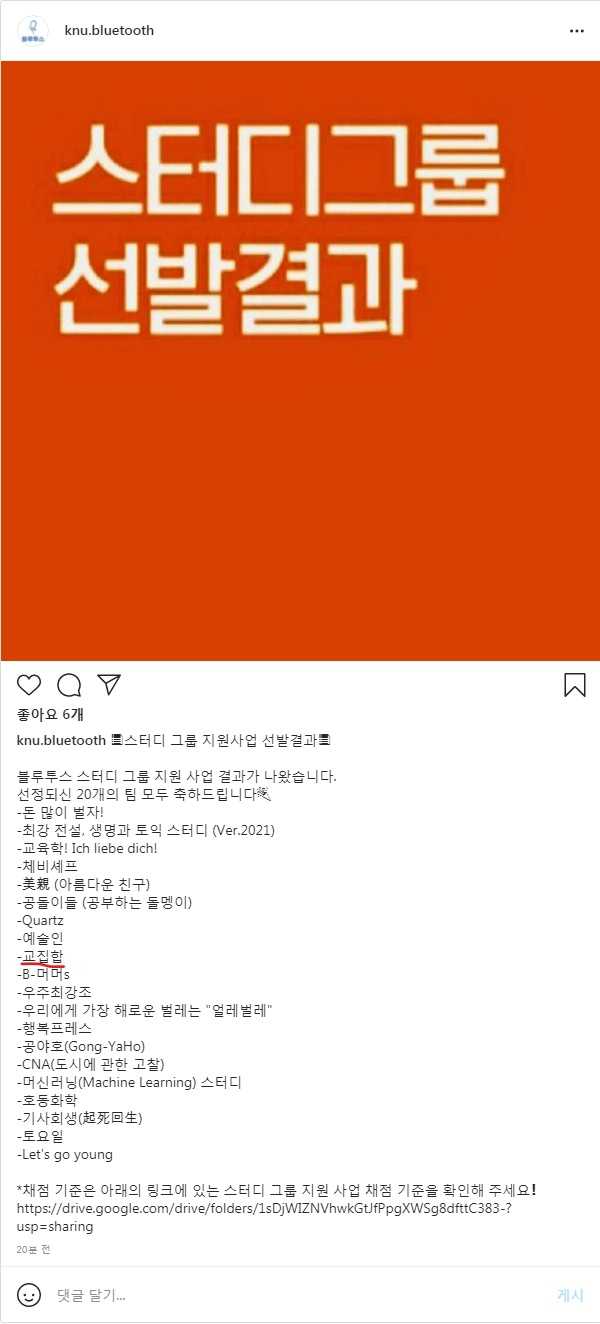 블루투스
knu.bluetooth
스터디그룹
선발결과
좋아요 6개
knu.bluetooth 스터디 그룹 지원사업 선발결과
블루투스 스터디 그룹 지원 사업 결과가 나왔습니다.
선정되신 20개의 팀 모두 축하드립니다
-돈 많이 벌자!
-최강 전설, 생명과 토익 스터디 (Ver.2021)
-교육학! Ich liebe dich!
-체비셰프
-美親 (아름다운 친구)
-공돌이들 (공부하는 돌멩이)
-Quartz
-예술인
-교집합
-B-머머s
-우주최강조
-우리에게 가장 해로운 벌레는 "얼레벌레"
-행복프레스
-공야호(Gong-YaHo)
-CNA(도시에 관한 고찰)
-머신러닝(Machine Learning) 스터디
-호동화학
-기사회생(起死回生)
-토요일
-Let's go young
*채점 기준은 아래의 링크에 있는 스터디 그룹 지원 사업 채점 기준을 확인해 주세요!
https://drive.google.com/drive/folders/1sDjWIZNVhwkGtJfPpgXWSg8dfttC383-?
usp=sharing
20분 전
댓글 달기...
게시